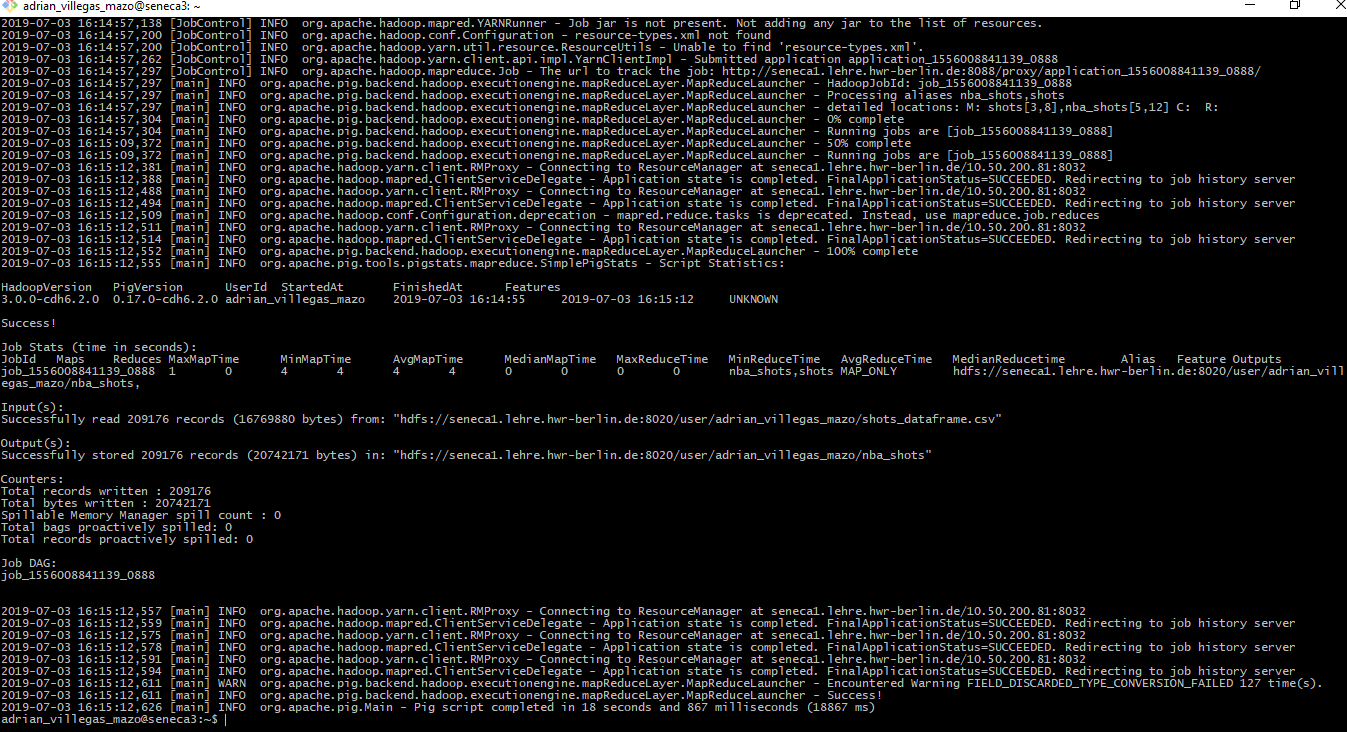 adrian_villegas_mazo@seneca3: ~
2019-07-03 16:14:57,138 [JobControl] INFO  org.apache.hadoop.mapred.YARNRunner - Job jar is not present. Not adding any jar to the list of resources.
2019-07-03 16:14:57,200 [JobControl] INFO  org.apache.hadoop.conf.Configuration - resource-types.xml not found
2019-07-03 16:14:57,200 [JobControl] INFO  org.apache.hadoop.yarn.util.resource.ResourceUtils - Unable to find 'resource-types.xml'.
2019-07-03 16:14:57,262 [JobControl] INFO  org.apache.hadoop.yarn.client.api.impl.YarnClientImpl - Submitted application application_1556008841139_0888
2019-07-03 16:14:57,297 [JobControl] INFO  org.apache.hadoop.mapreduce.Job - The url to track the job: http://seneca1.lehre.hwr-berlin.de:8088/proxy/application_1556008841139_0888/
2019-07-03 16:14:57,297 [main] INFO  org.apache.pig.backend.hadoop.executionengine.mapReduceLayer.MapReduceLauncher - HadoopJobId: job_1556008841139_0888
2019-07-03 16:14:57,297 [main] INFO  org.apache.pig.backend.hadoop.executionengine.mapReduceLayer.MapReduceLauncher - Processing aliases nba_shots,shots
2019-07-03 16:14:57,297 [main] INFO  org.apache.pig.backend.hadoop.executionengine.mapReduceLayer.MapReduceLauncher - detailed locations: M: shots[3,8],nba_shots[5,12] C:  R:
2019-07-03 16:14:57,304 [main] INFO  org.apache.pig.backend.hadoop.executionengine.mapReduceLayer.MapReduceLauncher - 0% complete
2019-07-03 16:14:57,304 [main] INFO  org.apache.pig.backend.hadoop.executionengine.mapReduceLayer.MapReduceLauncher - Running jobs are [job_1556008841139_0888]
2019-07-03 16:15:09,372 [main] INFO  org.apache.pig.backend.hadoop.executionengine.mapReduceLayer.MapReduceLauncher - 50% complete
2019-07-03 16:15:09,372 [main] INFO  org.apache.pig.backend.hadoop.executionengine.mapReduceLayer.MapReduceLauncher - Running jobs are [job_1556008841139_0888]
2019-07-03 16:15:12,381 [main] INFO  org.apache.hadoop.yarn.client.RMProxy - Connecting to ResourceManager at seneca1.lehre.hwr-berlin.de/10.50.200.81:8032
2019-07-03 16:15:12,388 [main] INFO  org.apache.hadoop.mapred.ClientServiceDelegate - Application state is completed. FinalApplicationStatus=SUCCEEDED. Redirecting to job history server
2019-07-03 16:15:12,488 [main] INFO  org.apache.hadoop.yarn.client.RMProxy - Connecting to ResourceManager at seneca1.lehre.hwr-berlin.de/10.50.200.81:8032
2019-07-03 16:15:12,494 [main] INFO  org.apache.hadoop.mapred.ClientServiceDelegate - Application state is completed. FinalApplicationStatus=SUCCEEDED. Redirecting to job history server
2019-07-03 16:15:12,509 [main] INFO  org.apache.hadoop.conf.Configuration.deprecation - mapred.reduce.tasks is deprecated. Instead, use mapreduce.job.reduces
2019-07-03 16:15:12,511 [main] INFO  org.apache.hadoop.yarn.client.RMProxy - Connecting to ResourceManager at seneca1.lehre.hwr-berlin.de/10.50.200.81:8032
2019-07-03 16:15:12,514 [main] INFO  org.apache.hadoop.mapred.ClientServiceDelegate - Application state is completed. FinalApplicationStatus=SUCCEEDED. Redirecting to job history server
2019-07-03 16:15:12,552 [main] INFO  org.apache.pig.backend.hadoop.executionengine.mapReduceLayer.MapReduceLauncher - 100% complete
2019-07-03 16:15:12,555 [main] INFO  org.apache.pig.tools.pigstats.mapreduce.SimplePigStats - Script Statistics:
HadoopVersion   PigVersion      UserId  StartedAt       FinishedAt      Features
3.0.0-cdh6.2.0  0.17.0-cdh6.2.0 adrian_villegas_mazo    2019-07-03 16:14:55     2019-07-03 16:15:12     UNKNOWN
Success!
Job Stats (time in seconds):
JobId   Maps    Reduces MaxMapTime      MinMapTime      AvgMapTime      MedianMapTime   MaxReduceTime   MinReduceTime   AvgReduceTime   MedianReducetime        Alias   Feature Outputs
job_1556008841139_0888  1       0       4       4       4       4       0       0       0       0       nba_shots,shots MAP_ONLY        hdfs://seneca1.lehre.hwr-berlin.de:8020/user/adrian_vill
egas_mazo/nba_shots,
Input(s):
Successfully read 209176 records (16769880 bytes) from: "hdfs://seneca1.lehre.hwr-berlin.de:8020/user/adrian_villegas_mazo/shots_dataframe.csv"
Output(s):
Successfully stored 209176 records (20742171 bytes) in: "hdfs://seneca1.lehre.hwr-berlin.de:8020/user/adrian_villegas_mazo/nba_shots"
Counters:
Total records written : 209176
Total bytes written : 20742171
Spillable Memory Manager spill count : 0
Total bags proactively spilled: 0
Total records proactively spilled: 0
Job DAG:
job_1556008841139_0888
2019-07-03 16:15:12,557 [main] INFO  org.apache.hadoop.yarn.client.RMProxy - Connecting to ResourceManager at seneca1.lehre.hwr-berlin.de/10.50.200.81:8032
2019-07-03 16:15:12,559 [main] INFO  org.apache.hadoop.mapred.ClientServiceDelegate - Application state is completed. FinalApplicationStatus=SUCCEEDED. Redirecting to job history server
2019-07-03 16:15:12,575 [main] INFO  org.apache.hadoop.yarn.client.RMProxy - Connecting to ResourceManager at seneca1.lehre.hwr-berlin.de/10.50.200.81:8032
2019-07-03 16:15:12,578 [main] INFO  org.apache.hadoop.mapred.ClientServiceDelegate - Application state is completed. FinalApplicationStatus=SUCCEEDED. Redirecting to job history server
2019-07-03 16:15:12,591 [main] INFO  org.apache.hadoop.yarn.client.RMProxy - Connecting to ResourceManager at seneca1.lehre.hwr-berlin.de/10.50.200.81:8032
2019-07-03 16:15:12,594 [main] INFO  org.apache.hadoop.mapred.ClientServiceDelegate - Application state is completed. FinalApplicationStatus=SUCCEEDED. Redirecting to job history server
2019-07-03 16:15:12,611 [main] WARN  org.apache.pig.backend.hadoop.executionengine.mapReduceLayer.MapReduceLauncher - Encountered Warning FIELD_DISCARDED_TYPE_CONVERSION_FAILED 127 time(s).
2019-07-03 16:15:12,611 [main] INFO  org.apache.pig.backend.hadoop.executionengine.mapReduceLayer.MapReduceLauncher - Success!
2019-07-03 16:15:12,626 [main] INFO  org.apache.pig.Main - Pig script completed in 18 seconds and 867 milliseconds (18867 ms)
adrian_villegas_mazo@seneca3:~$